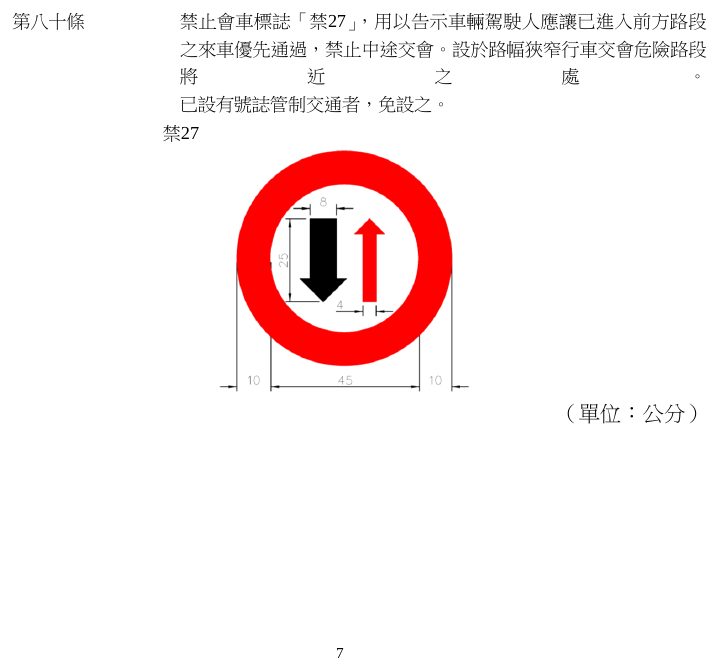 第八十條
禁止會車標誌「禁27」，用以告示車輛駕駛人應讓已進入前方路段
之來車優先通過，禁止中途交會。設於路幅狹窄行車交會危險路段
將近之處。
已設有號誌管制交通者，免設之。
禁27
8
25
4
10 45 10
（單位：公分）
7